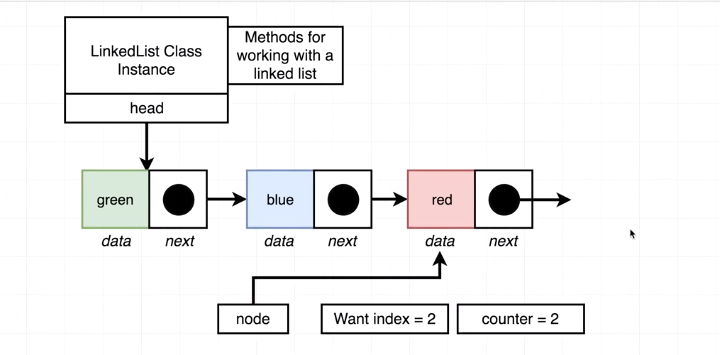 LinkedList Class
Instance
Methods for
working with a
linked list
head
green
blue
red
data
next
data
next
data
next
node
Want index = 2
counter = 2